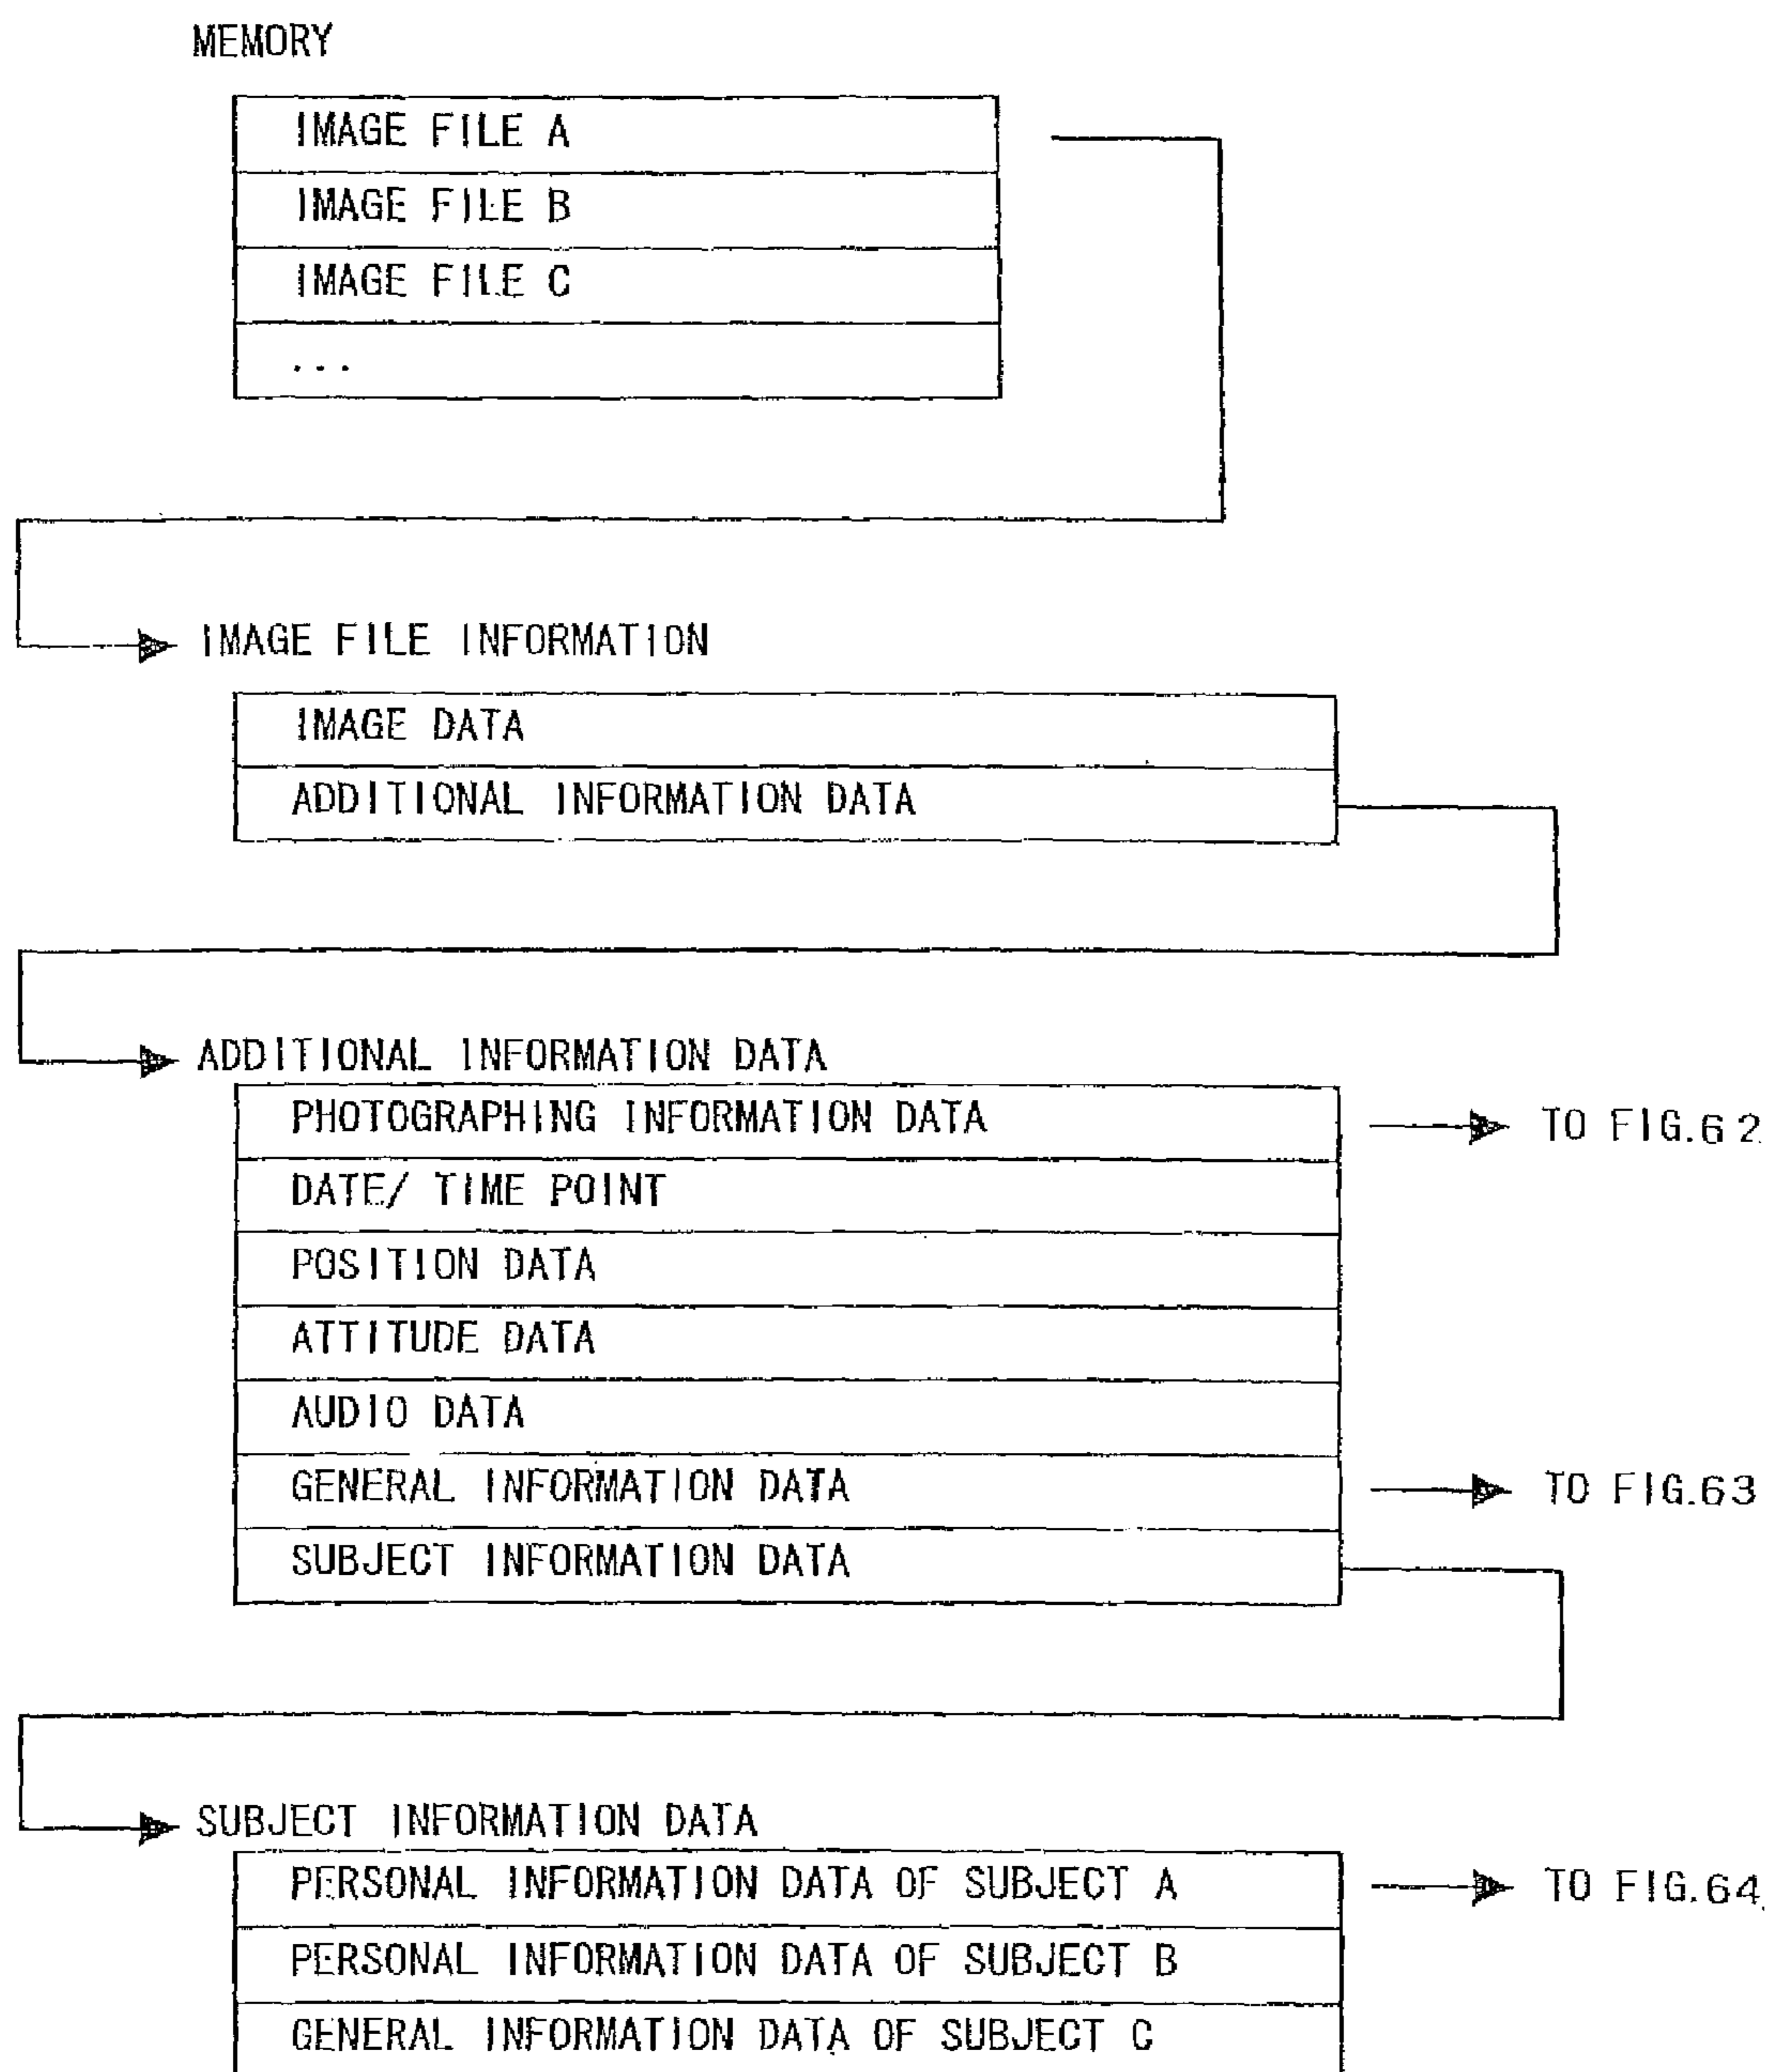 MEMORY
IMAGE FILE A
IMAGE FILE B
IMAGE FILE C
...
IMAGE FILE INFORMATION
IMAGE DATA
ADDITIONAL INFORMATION DATA
ADDITIONAL INFORMATION DATA
PHOTOGRAPHING INFORMATION DATA → TO FIG.62
DATE/ TIME POINT
POSITION DATA
ATTITUDE DATA
AUDIO DATA
GENERAL INFORMATION DATA → TO FIG.63
SUBJECT INFORMATION DATA
SUBJECT INFORMATION DATA
PERSONAL INFORMATION DATA OF SUBJECT A → TO FIG.64
PERSONAL INFORMATION DATA OF SUBJECT B
GENERAL INFORMATION DATA OF SUBJECT C